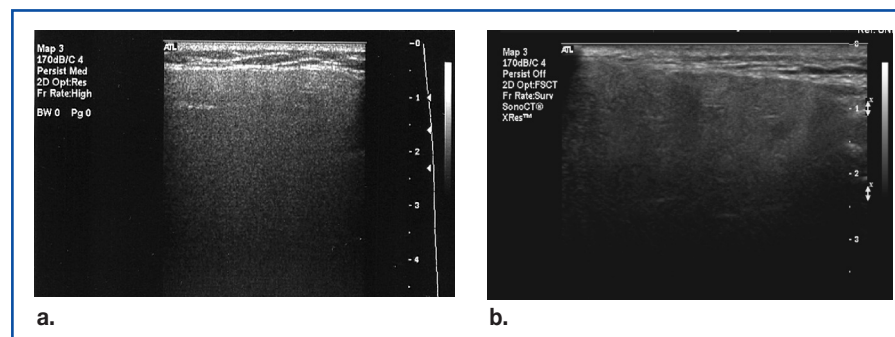 ATL
Map 3
170dB/C 4
Persist Med
2D Opt:Res
Fr Rate:High
BW 0 Pg 0
0
1
2
3
4
a.
ATL
Map 3
170dB/C 4
Persist Off
2D Opt:FSCT
Fr Rate:Surv
SonoCT®
XRes™
0
1
x
2
x
3
b.